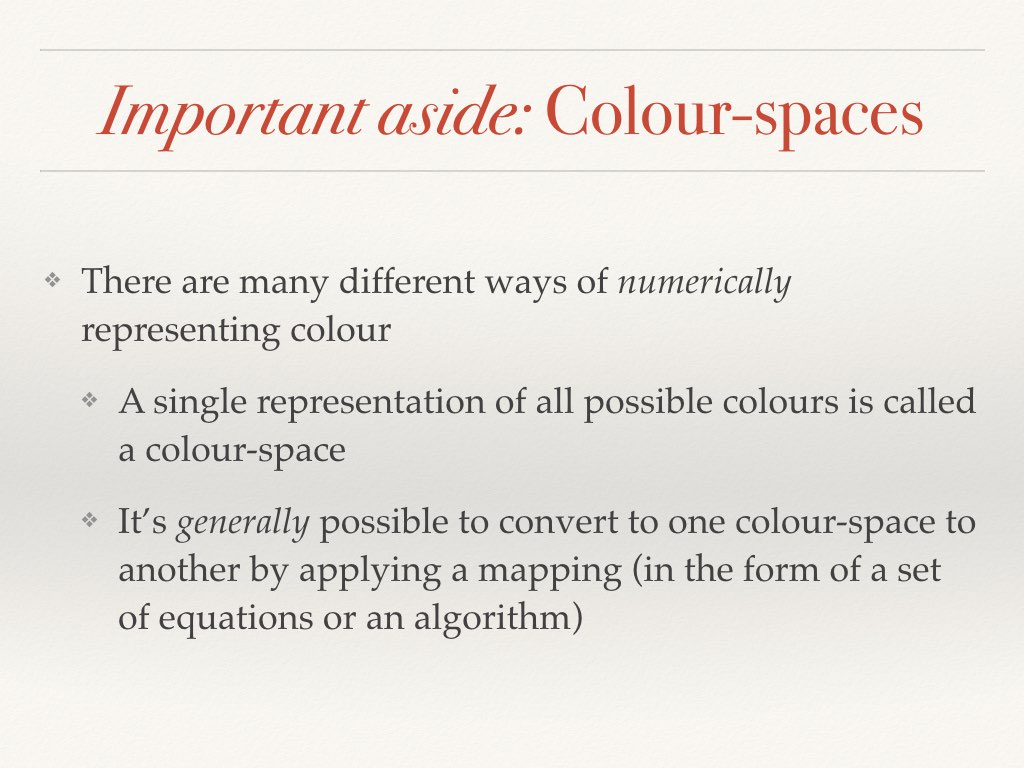 Important aside: Colour-spaces
❖ There are many different ways of numerically
representing colour
❖ A single representation of all possible colours is called
a colour-space
❖ It’s generally possible to convert to one colour-space to
another by applying a mapping (in the form of a set
of equations or an algorithm)